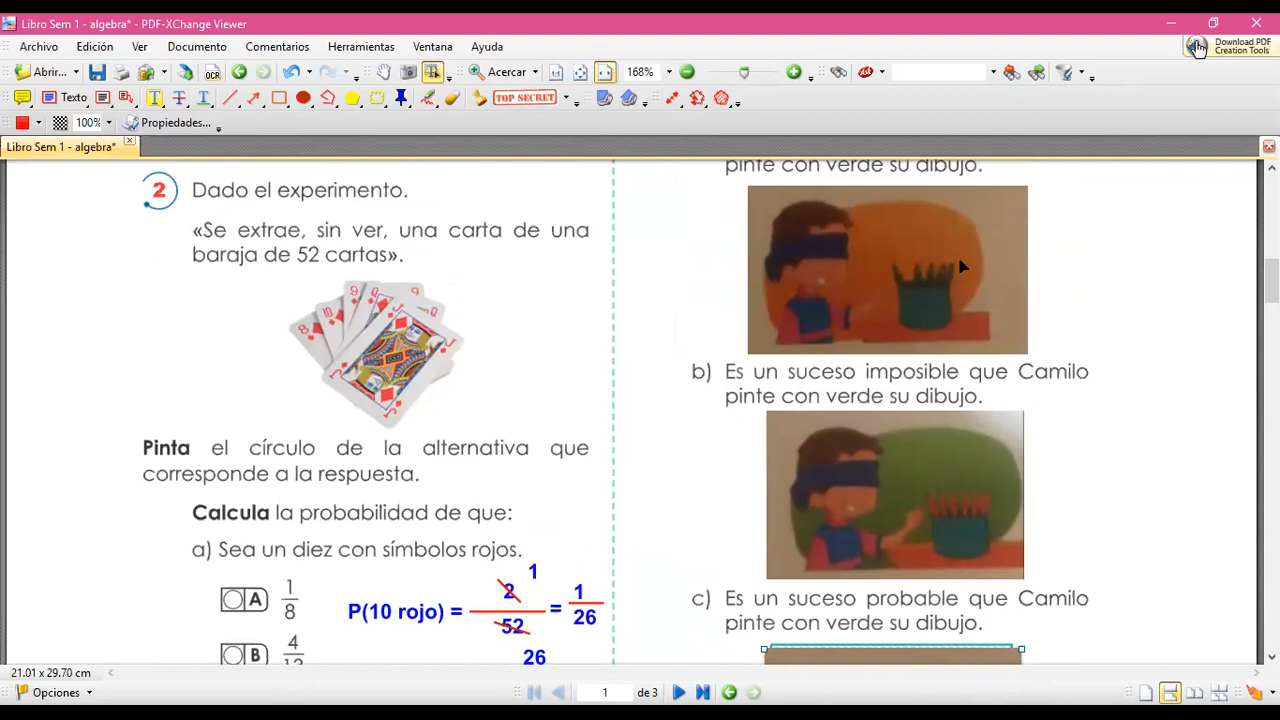 Libro Sem 1 - algebra* - PDF-XChange Viewer
Archivo Edición Ver Documento Comentarios Herramientas Ventana Ayuda
Download PDF
Creation Tools
Abrir... OCR Acercar 168%
Texto TOP SECRET
100% Propiedades...
Libro Sem 1 - algebra*
2 Dado el experimento.
«Se extrae, sin ver, una carta de una
baraja de 52 cartas».
8 10 9 Q 9 Q J J J J
Pinta el círculo de la alternativa que
corresponde a la respuesta.
Calcula la probabilidad de que:
a) Sea un diez con símbolos rojos.
A 1/8
P(10 rojo) = 2/52 = 1/26
1
26
B
pinte con verde su dibujo.
b) Es un suceso imposible que Camilo
pinte con verde su dibujo.
c) Es un suceso probable que Camilo
pinte con verde su dibujo.
21.01 x 29.70 cm
Opciones 1 de 3